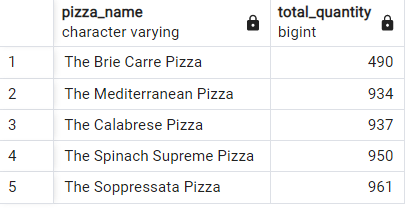 pizza_name total_quantity
character varying bigint
1 The Brie Carre Pizza 490
2 The Mediterranean Pizza 934
3 The Calabrese Pizza 937
4 The Spinach Supreme Pizza 950
5 The Soppressata Pizza 961